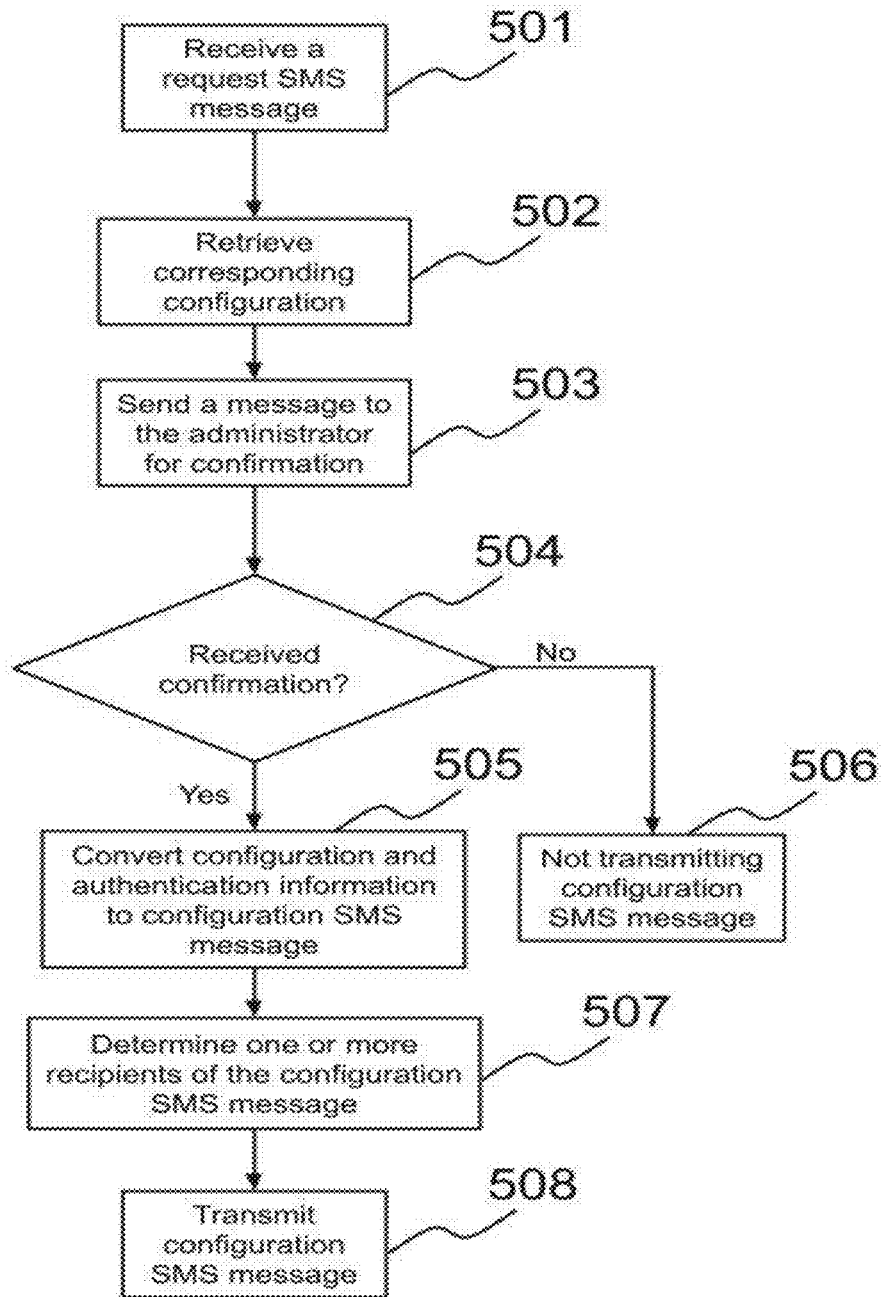 501
Receive a
request SMS
message
502
Retrieve
corresponding
configuration
503
Send a message to
the administrator
for confirmation
504
Received
confirmation?
No
Yes
505
506
Convert configuration and
authentication information
to configuration SMS
message
Not transmitting
configuration
SMS message
507
Determine one or more
recipients of the configuration
SMS message
508
Transmit
configuration
SMS message